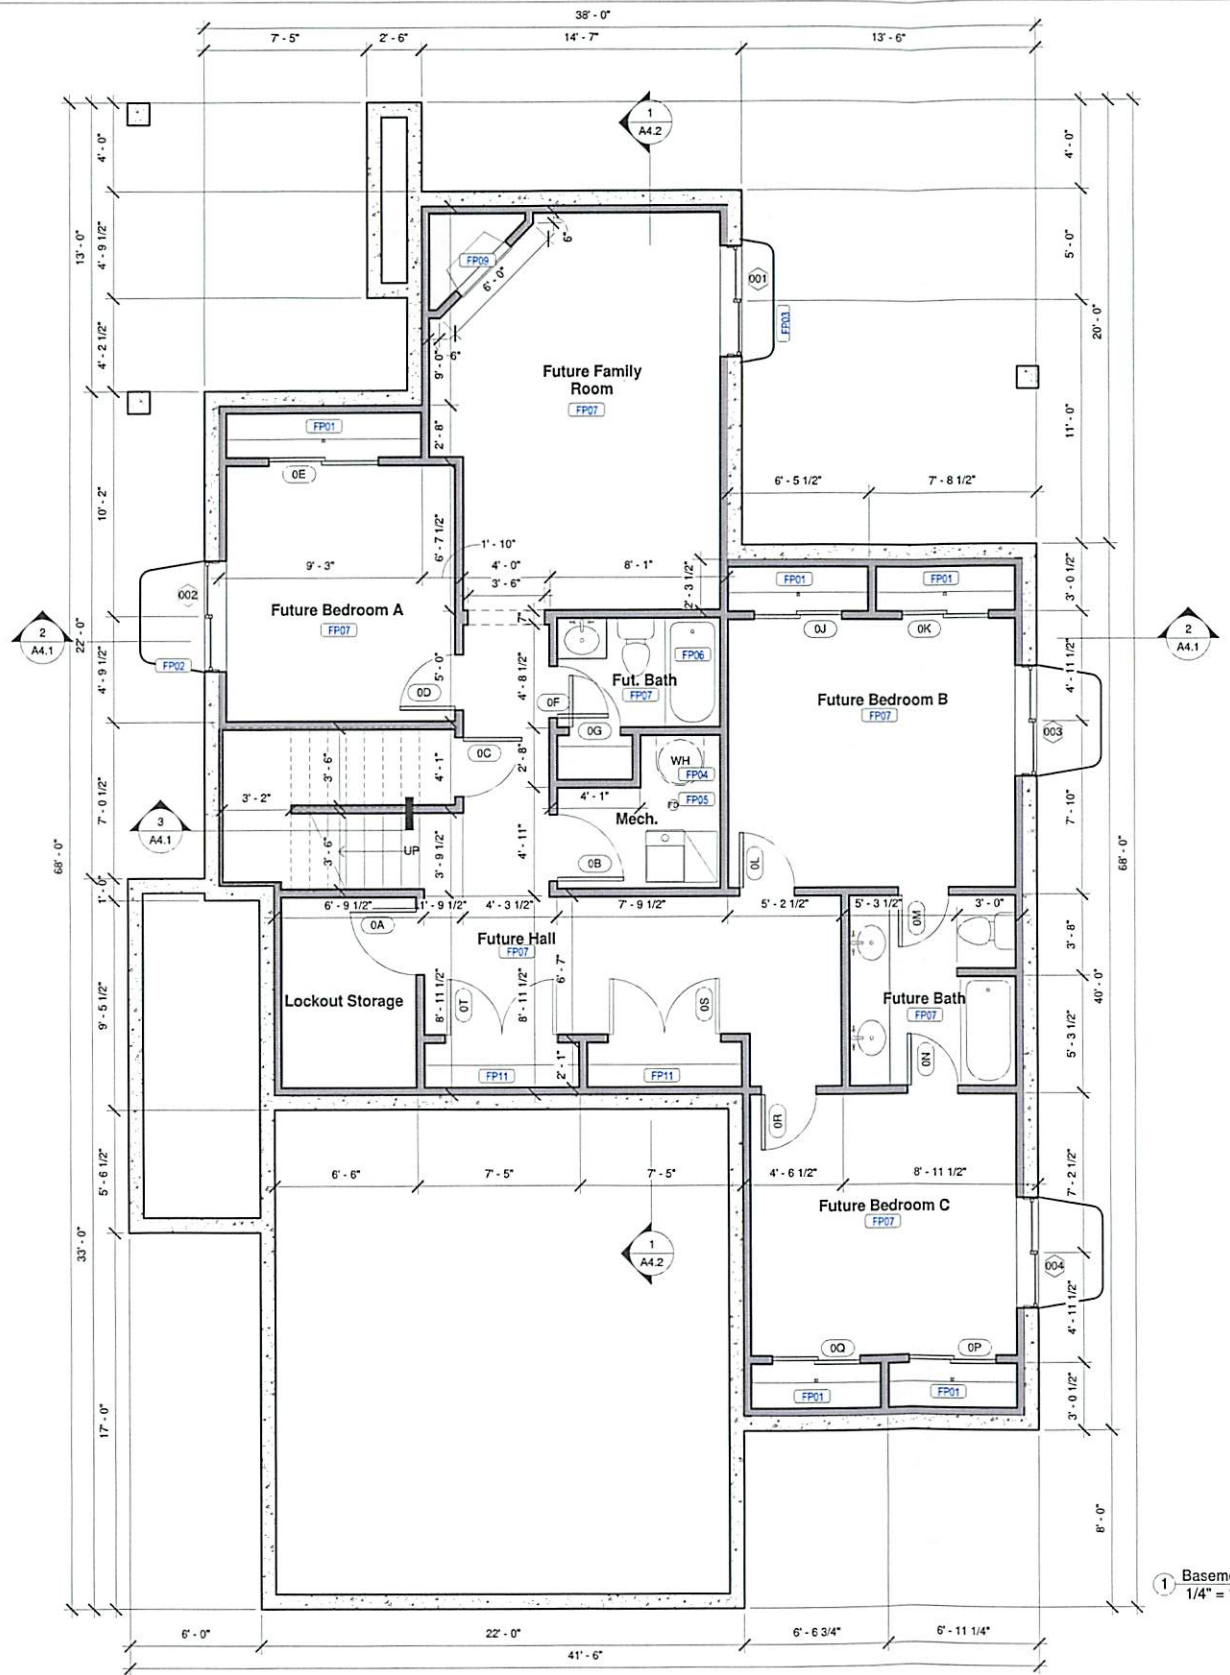 38' - 0"
7' - 5"
2' - 6"
14' - 7"
13' - 6"
1
A4.2
4' - 0"
4' - 0"
13' - 0"
4' - 9 1/2"
5' - 0"
FP09
6"
6' - 0"
001
FP03
20' - 0"
4' - 2 1/2"
6"
9' - 0"
Future Family
Room
FP07
11' - 0"
FP01
2' - 8"
0E
6' - 5 1/2"
7' - 8 1/2"
10' - 2"
6' - 7 1/2"
1' - 10"
9' - 3"
4' - 0"
8' - 1"
3' - 6"
2' - 3 1/2"
FP01
FP01
3' - 0 1/2"
002
Future Bedroom A
FP07
7"
0J
0K
2
A4.1
22' - 0"
2
A4.1
FP02
4' - 9 1/2"
5' - 0"
4' - 8 1/2"
FP06
Fut. Bath
FP07
4' - 11 1/2"
0D
0F
Future Bedroom B
FP07
0G
003
0C
3' - 6"
4' - 1"
2' - 8"
WH
FP04
3' - 2"
4' - 1"
FD
FP05
7' - 0 1/2"
7' - 10"
3
A4.1
Mech.
68' - 0"
68' - 0"
3' - 6"
UP
3' - 9 1/2"
4' - 11"
0B
0L
1' - 0"
6' - 9 1/2"
1' - 9 1/2"
4' - 3 1/2"
7' - 9 1/2"
5' - 2 1/2"
5' - 3 1/2"
3' - 0"
0A
0M
3' - 8"
Future Hall
FP07
6' - 7"
40' - 0"
9' - 5 1/2"
Lockout Storage
8' - 11 1/2"
0T
8' - 11 1/2"
0S
Future Bath
FP07
5' - 3 1/2"
FP11
2' - 1"
FP11
0N
0R
5' - 6 1/2"
6' - 6"
7' - 5"
7' - 5"
4' - 6 1/2"
8' - 11 1/2"
7' - 2 1/2"
Future Bedroom C
FP07
33' - 0"
1
A4.2
004
4' - 11 1/2"
0Q
0P
FP01
FP01
3' - 0 1/2"
17' - 0"
8' - 0"
1
1/4" =
6' - 0"
22' - 0"
6' - 6 3/4"
6' - 11 1/4"
41' - 6"